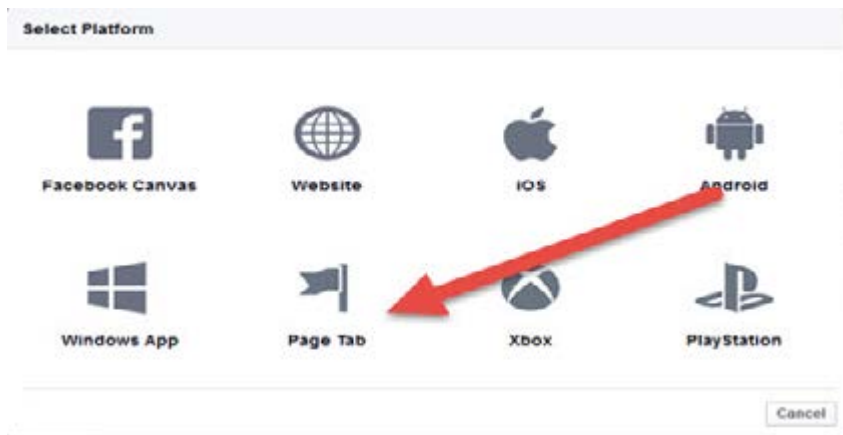 Select Platform
Facebook Canvas Website iOS Android
Windows App Page Tab Xbox PlayStation
Cancel